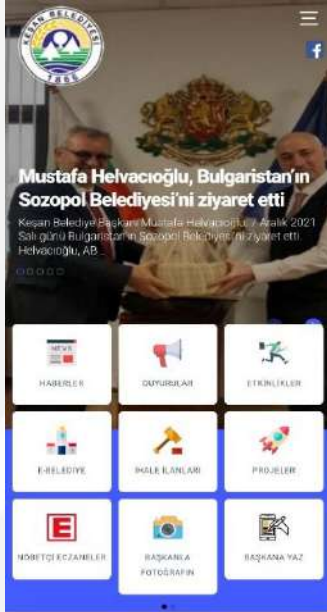 KEŞAN BELEDİYESİ
1866
Mustafa Helvacıoğlu, Bulgaristan'ın
Sozopol Belediyesi'ni ziyaret etti
Keşan Belediye Başkanı Mustafa Helvacıoğlu, 7 Aralık 2021
Salı günü Bulgaristan'ın Sozopol Belediyesi'ni ziyaret etti.
Helvacıoğlu, AB...
NEWS
HABERLER
DUYURULAR
ETKİNLİKLER
E-BELEDİYE
İHALE İLANLARI
PROJELER
E
NÖBETÇİ ECZANELER
BAŞKANLA
FOTOĞRAFIN
BAŞKANA YAZ